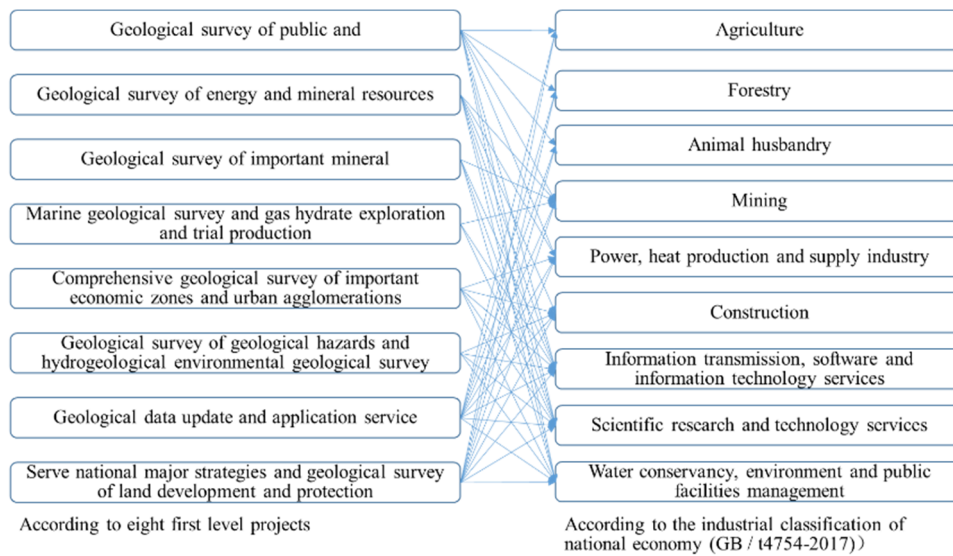 Geological survey of public and
Geological survey of energy and mineral resources
Geological survey of important mineral
Marine geological survey and gas hydrate exploration
and trial production
Comprehensive geological survey of important
economic zones and urban agglomerations
Geological survey of geological hazards and
hydrogeological environmental geological survey
Geological data update and application service
Serve national major strategies and geological survey
of land development and protection
According to eight first level projects
Agriculture
Forestry
Animal husbandry
Mining
Power, heat production and supply industry
Construction
Information transmission, software and
information technology services
Scientific research and technology services
Water conservancy, environment and public
facilities management
According to the industrial classification of
national economy (GB / t4754-2017)）